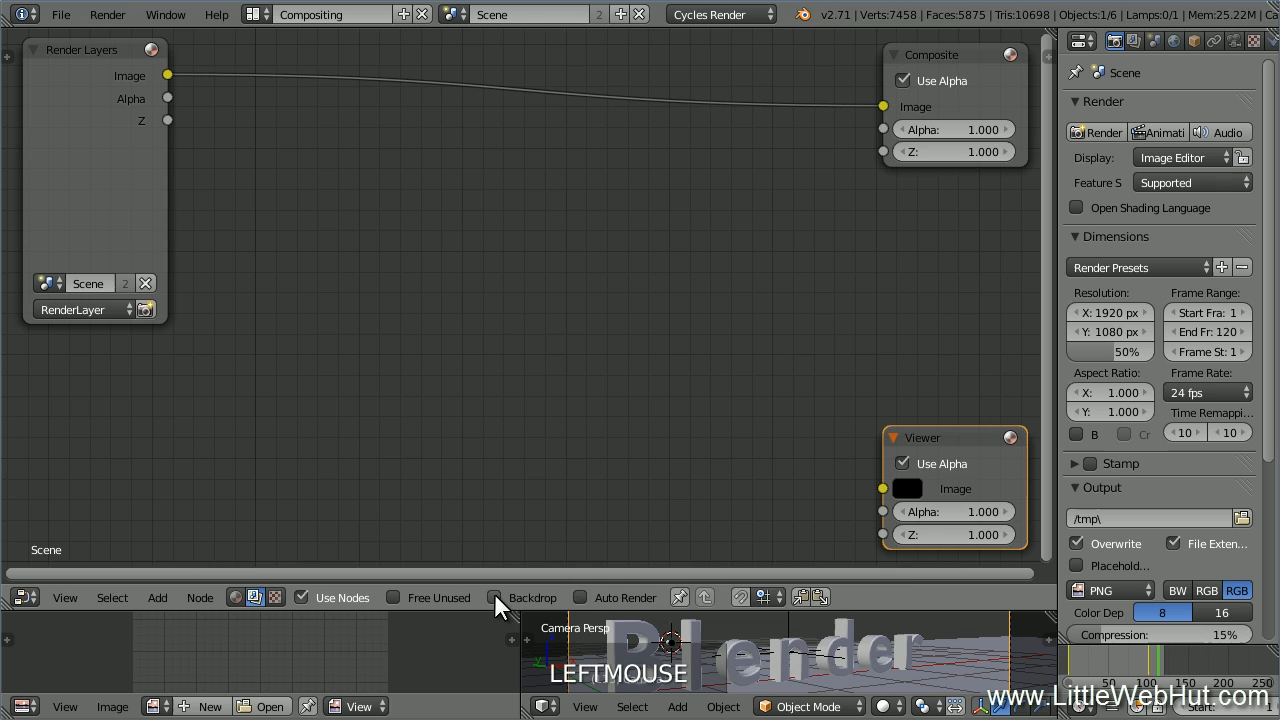 File Render Window Help Compositing Scene 2 Cycles Render v2.71 | Verts:7458 | Faces:5875 | Tris:10698 | Objects:1/6 | Lamps:0/1 | Mem:25.22M | Ca
Render Layers
Image
Alpha
Z
Scene 2
RenderLayer
Composite
Use Alpha
Image
Alpha: 1.000
Z: 1.000
Viewer
Use Alpha
Image
Alpha: 1.000
Z: 1.000
Scene
View Select Add Node Use Nodes Free Unused Backdrop Auto Render
Scene
Render
Render Animati Audio
Display: Image Editor
Feature S Supported
Open Shading Language
Dimensions
Render Presets
Resolution: Frame Range:
X: 1920 px Start Fra: 1
Y: 1080 px End Fr: 120
50% Frame St: 1
Aspect Ratio: Frame Rate:
X: 1.000 24 fps
Y: 1.000 Time Remappi...
B Cr 10 10
Stamp
Output
/tmp\
Overwrite File Exten...
Placehold...
PNG BW RGB RGB
Color Dep 8 16
Compression: 15%
Camera Persp
Blender
LEFTMOUSE
View Image New Open View
View Select Add Object Object Mode
0 50 100 150 200 250
www.LittleWebHut.com